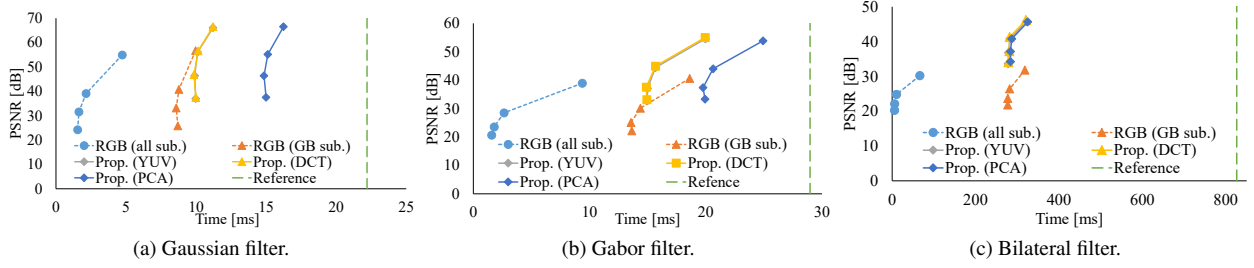 70
60
50
40
30
20
10
0
PSNR [dB]
RGB (all sub.)
RGB (GB sub.)
Prop. (YUV)
Prop. (DCT)
Prop. (PCA)
Reference
0 5 10 15 20 25
Time [ms]
(a) Gaussian filter.
60
50
40
30
20
10
0
PSNR [dB]
RGB (all sub.)
RGB (GB sub.)
Prop. (YUV)
Prop. (DCT)
Prop. (PCA)
Refence
0 10 20 30
Time [ms]
(b) Gabor filter.
50
40
30
20
10
0
PSNR [dB]
RGB (all sub.)
RGB (GB sub.)
Prop. (YUV)
Prop. (DCT)
Prop. (PCA)
Reference
0 200 400 600 800
Time [ms]
(c) Bilateral filter.